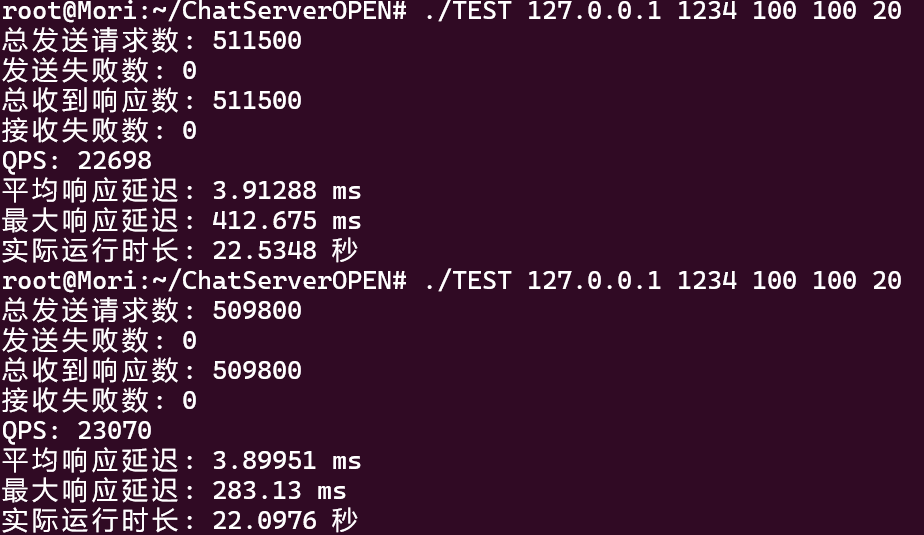 root@Mori:~/ChatServerOPEN# ./TEST 127.0.0.1 1234 100 100 20
总发送请求数: 511500
发送失败数: 0
总收到响应数: 511500
接收失败数: 0
QPS: 22698
平均响应延迟: 3.91288 ms
最大响应延迟: 412.675 ms
实际运行时长: 22.5348 秒
root@Mori:~/ChatServerOPEN# ./TEST 127.0.0.1 1234 100 100 20
总发送请求数: 509800
发送失败数: 0
总收到响应数: 509800
接收失败数: 0
QPS: 23070
平均响应延迟: 3.89951 ms
最大响应延迟: 283.13 ms
实际运行时长: 22.0976 秒